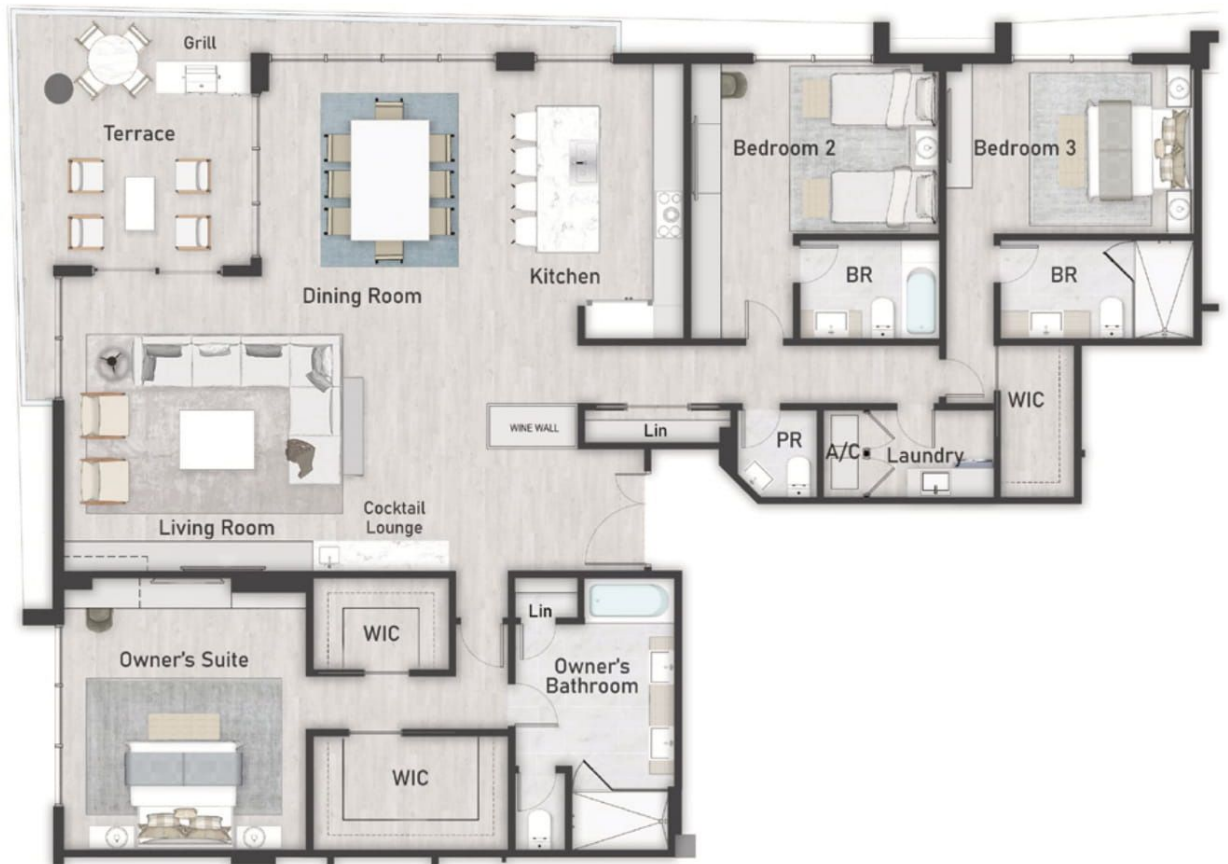 Grill
Terrace
Bedroom 2
Bedroom 3
Kitchen
BR
BR
Dining Room
WIC
WINE WALL
Lin
PR
A/C
Laundry
Cocktail
Lounge
Living Room
Lin
WIC
Owner's Suite
Owner's
Bathroom
WIC